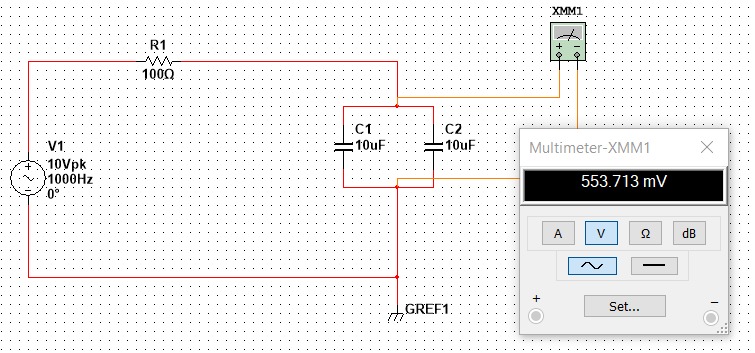 XMM1
R1
100Ω
V1
10Vpk
1000Hz
0°
C1
10uF
C2
10uF
GREF1
Multimeter-XMM1
553.713 mV
A V Ω dB
+ −
Set...